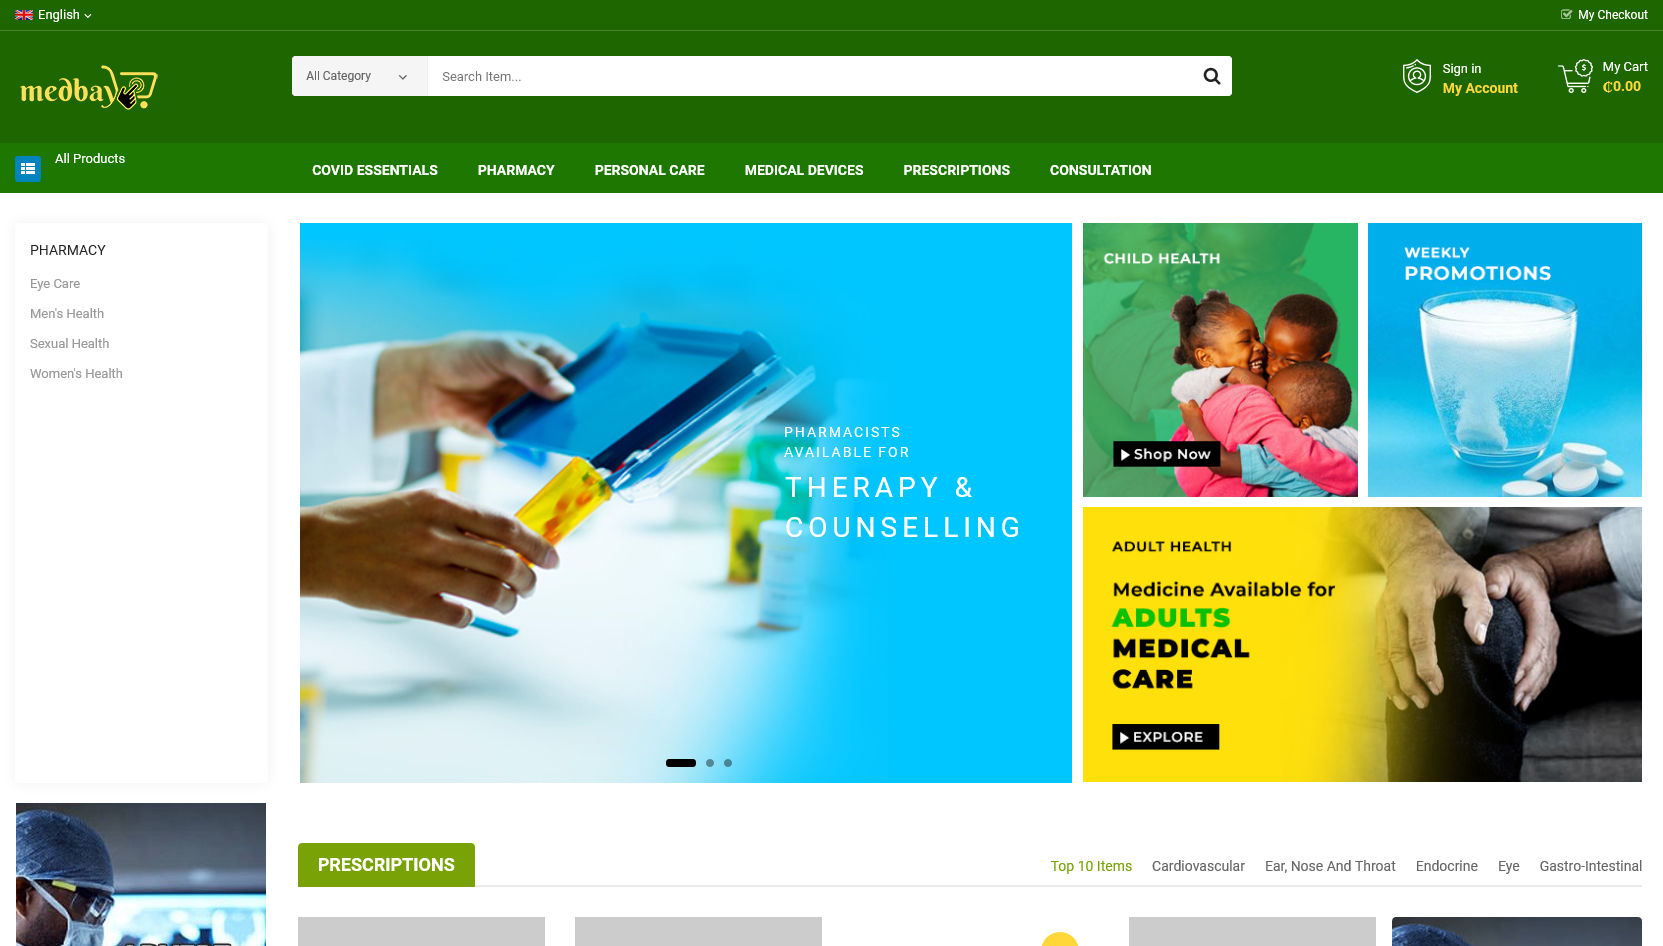 English
My Checkout
medbay
All Category
Search Item...
Sign in
My Account
$
My Cart
₵0.00
All Products
COVID ESSENTIALS
PHARMACY
PERSONAL CARE
MEDICAL DEVICES
PRESCRIPTIONS
CONSULTATION
PHARMACY
Eye Care
Men's Health
Sexual Health
Women's Health
PHARMACISTS
AVAILABLE FOR
THERAPY &
COUNSELLING
CHILD HEALTH
Shop Now
WEEKLY
PROMOTIONS
ADULT HEALTH
Medicine Available for
ADULTS
MEDICAL
CARE
EXPLORE
PRESCRIPTIONS
Top 10 Items
Cardiovascular
Ear, Nose And Throat
Endocrine
Eye
Gastro-Intestinal